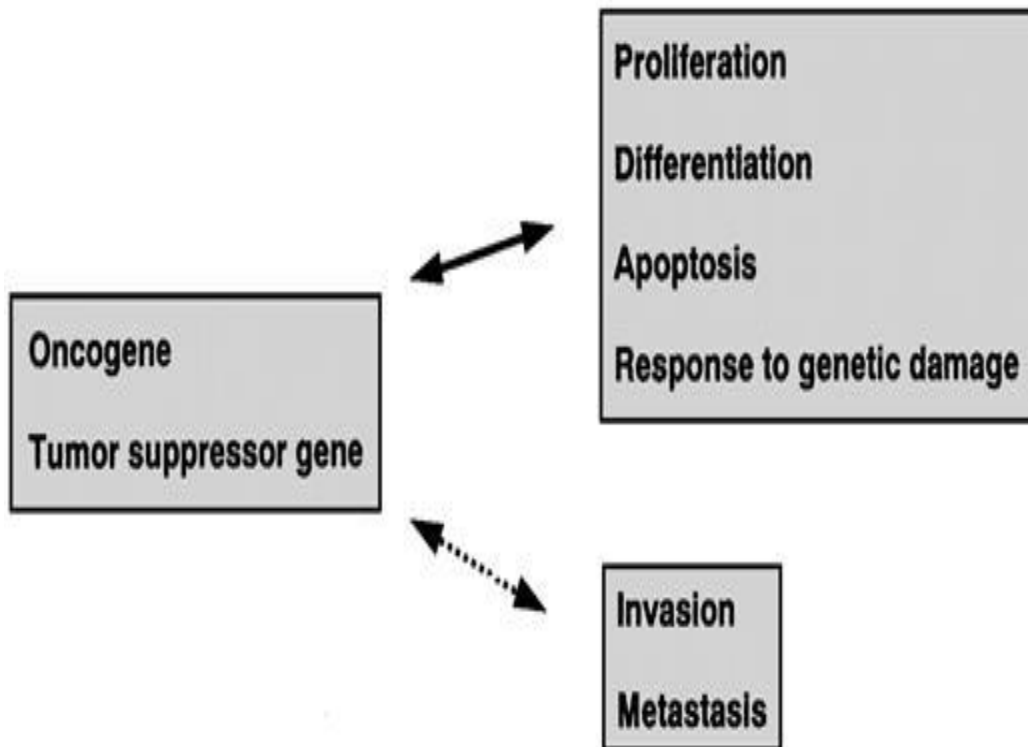 Proliferation
Differentiation
Apoptosis
Response to genetic damage
Oncogene
Tumor suppressor gene
Invasion
Metastasis